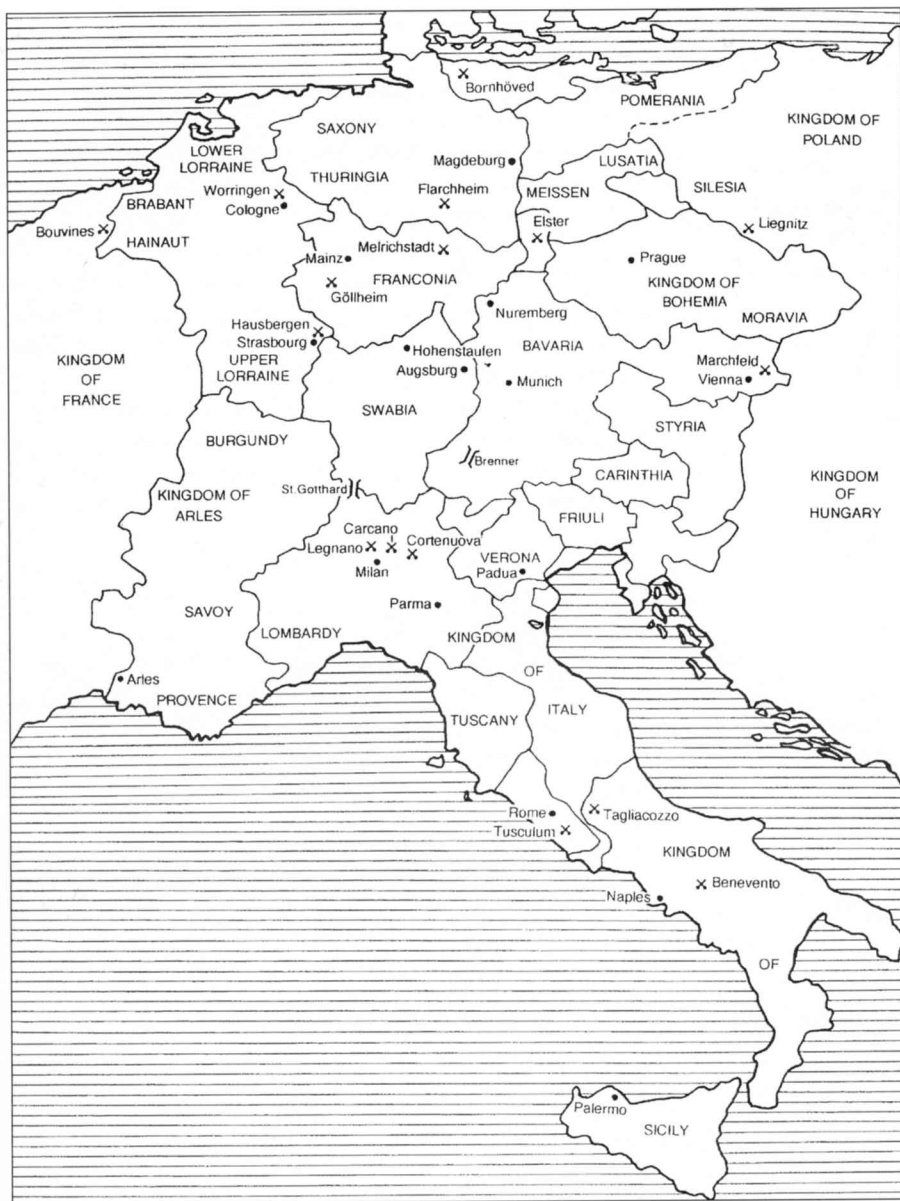 Bornhöved
POMERANIA
KINGDOM OF
POLAND
SAXONY
LOWER
LORRAINE
Magdeburg
LUSATIA
THURINGIA
MEISSEN
SILESIA
Worringen
Cologne
Flarchheim
BRABANT
Bouvines
HAINAUT
Elster
Liegnitz
Melrichstadt
Mainz
FRANCONIA
Göllheim
Prague
KINGDOM OF
BOHEMIA
MORAVIA
Nuremberg
Hausbergen
Strasbourg
UPPER
LORRAINE
Hohenstaufen
BAVARIA
Augsburg
Munich
Marchfeld
Vienna
KINGDOM
OF
FRANCE
SWABIA
STYRIA
BURGUNDY
Brenner
CARINTHIA
KINGDOM OF
ARLES
St. Gotthard
KINGDOM
OF
HUNGARY
FRIULI
Carcano
Legnano
Cortenuova
Milan
VERONA
Padua
SAVOY
Parma
LOMBARDY
KINGDOM
OF
ITALY
Arles
PROVENCE
TUSCANY
Rome
Tusculum
Tagliacozzo
KINGDOM
Benevento
Naples
OF
Palermo
SICILY